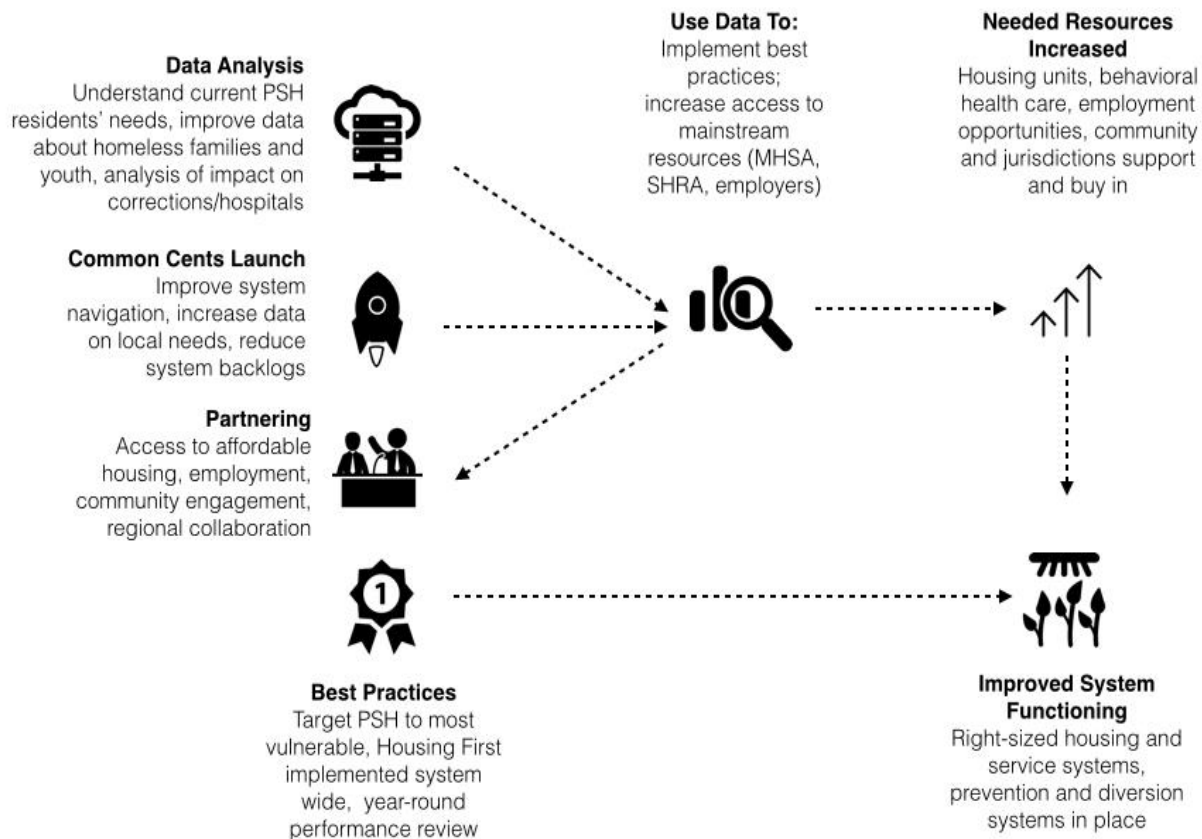 Data Analysis
Understand current PSH
residents’ needs, improve data
about homeless families and
youth, analysis of impact on
corrections/hospitals
Common Cents Launch
Improve system
navigation, increase data
on local needs, reduce
system backlogs
Partnering
Access to affordable
housing, employment,
community engagement,
regional collaboration
1
Best Practices
Target PSH to most
vulnerable, Housing First
implemented system
wide, year-round
performance review
Use Data To:
Implement best
practices;
increase access to
mainstream
resources (MHSA,
SHRA, employers)
Needed Resources
Increased
Housing units, behavioral
health care, employment
opportunities, community
and jurisdictions support
and buy in
Improved System
Functioning
Right-sized housing and
service systems,
prevention and diversion
systems in place